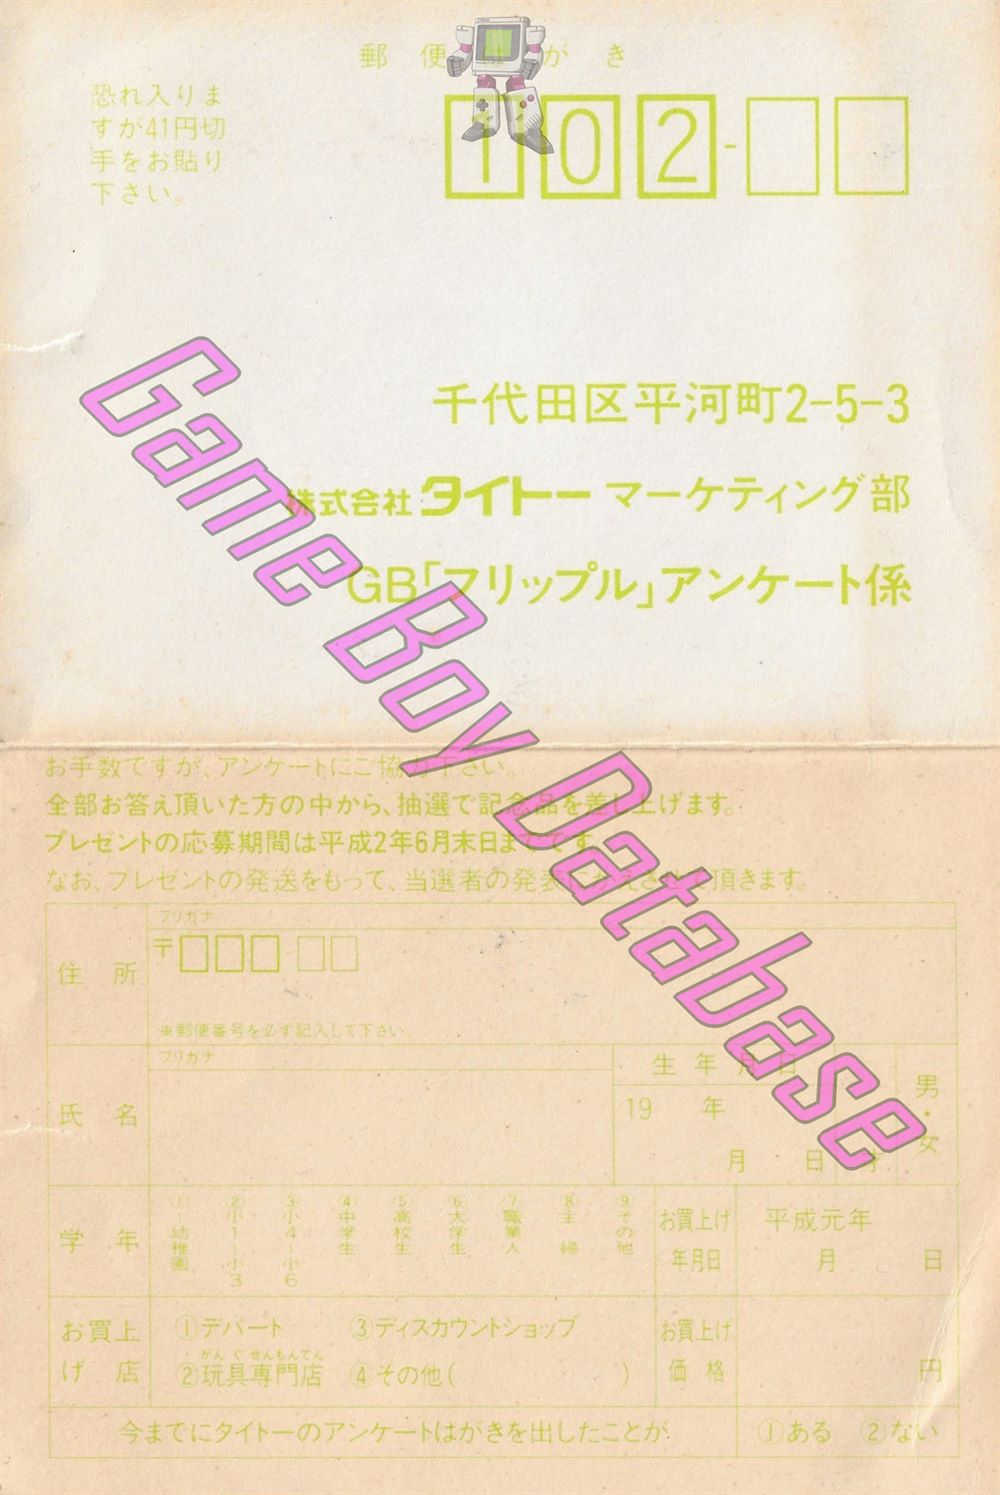 郵便はがき
恐れ入りま
すが41円切
手をお貼り
下さい。
102-
千代田区平河町2-5-3
株式会社 タイトー マーケティング部
GB「フリップル」アンケート係
Game Boy Database
お手数ですが、アンケートにご協力下さい。
全部お答え頂いた方の中から、抽選で記念品を差し上げます。
プレゼントの応募期間は平成2年6月末日までです。
なお、プレゼントの発送をもって、当選者の発表にかえさせて頂きます。
住所
フリガナ
〒
※郵便番号を必ず記入して下さい
氏名
フリガナ
生年月日
19 年
月 日 才
男・女
学年
①~幼稚園
②小1~小3
③小4~小6
④中学生
⑤高校生
⑥大学生
⑦職業人
⑧主婦
⑨その他
お買上げ
年月日
平成元年
月 日
お買上
げ店
①デパート ③ディスカウントショップ
がんぐせんもんてん
②玩具専門店 ④その他( )
お買上げ
価格
円
今までにタイトーのアンケートはがきを出したことが
①ある ②ない